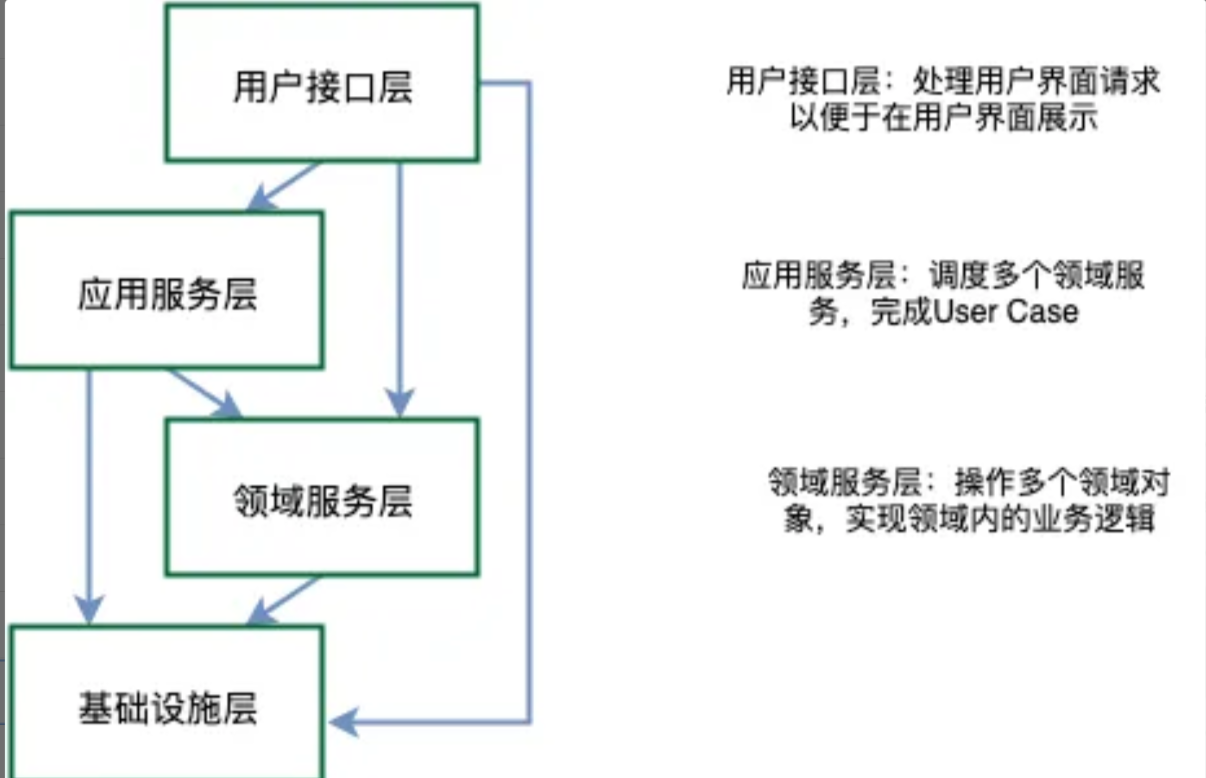 用户接口层
用户接口层：处理用户界面请求
以便于在用户界面展示
应用服务层
应用服务层：调度多个领域服
务，完成User Case
领域服务层
领域服务层：操作多个领域对
象，实现领域内的业务逻辑
基础设施层